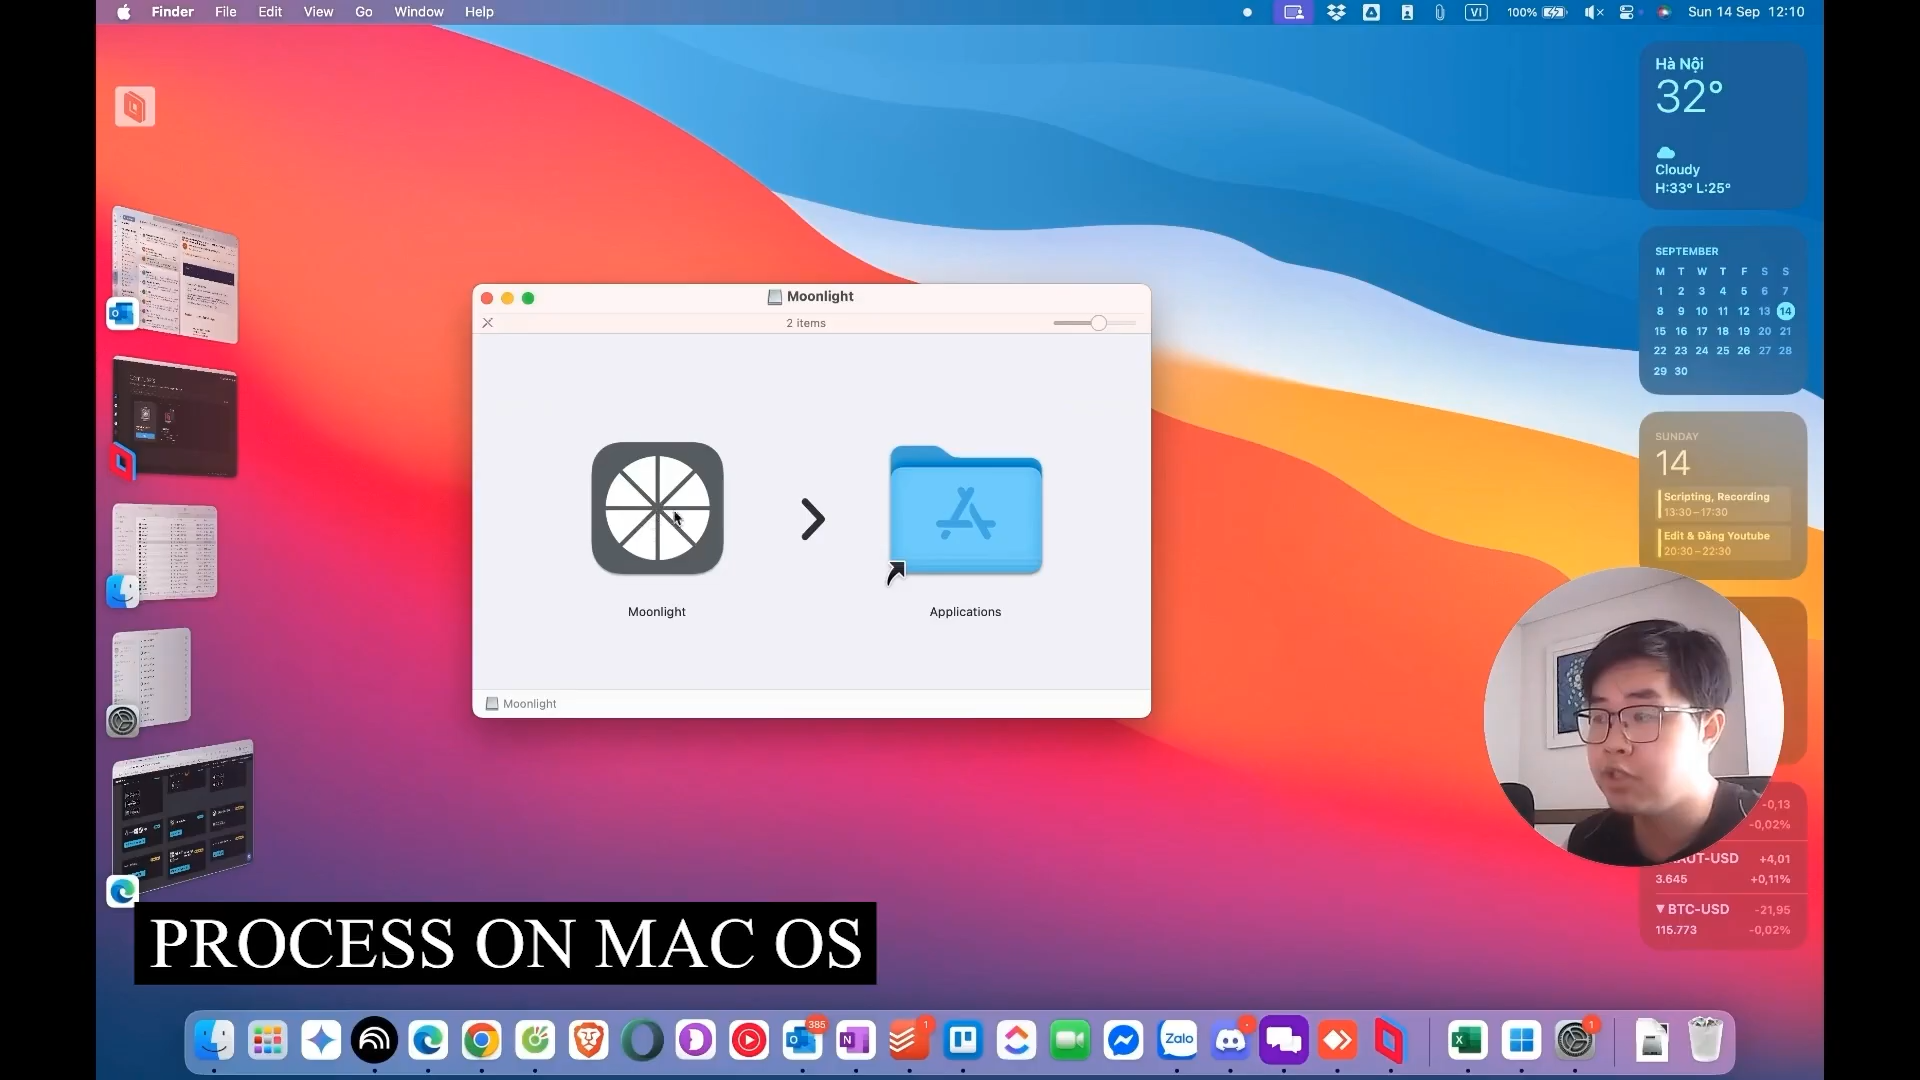 Finder File Edit View Go Window Help
VI 100% Sun 14 Sep 12:10
Hà Nội
32°
Cloudy
H:33° L:25°
SEPTEMBER
M T W T F S S
1 2 3 4 5 6 7
8 9 10 11 12 13 14
15 16 17 18 19 20 21
22 23 24 25 26 27 28
29 30
SUNDAY
14
Scripting, Recording
13:30–17:30
Edit & Đăng Youtube
20:30–22:30
Moonlight
2 items
Moonlight
Applications
Moonlight
-0,13
-0,02%
AUT-USD +4,01
3.645 +0,11%
▼BTC-USD -21,95
115.773 -0,02%
PROCESS ON MAC OS
385
1
Zalo
1